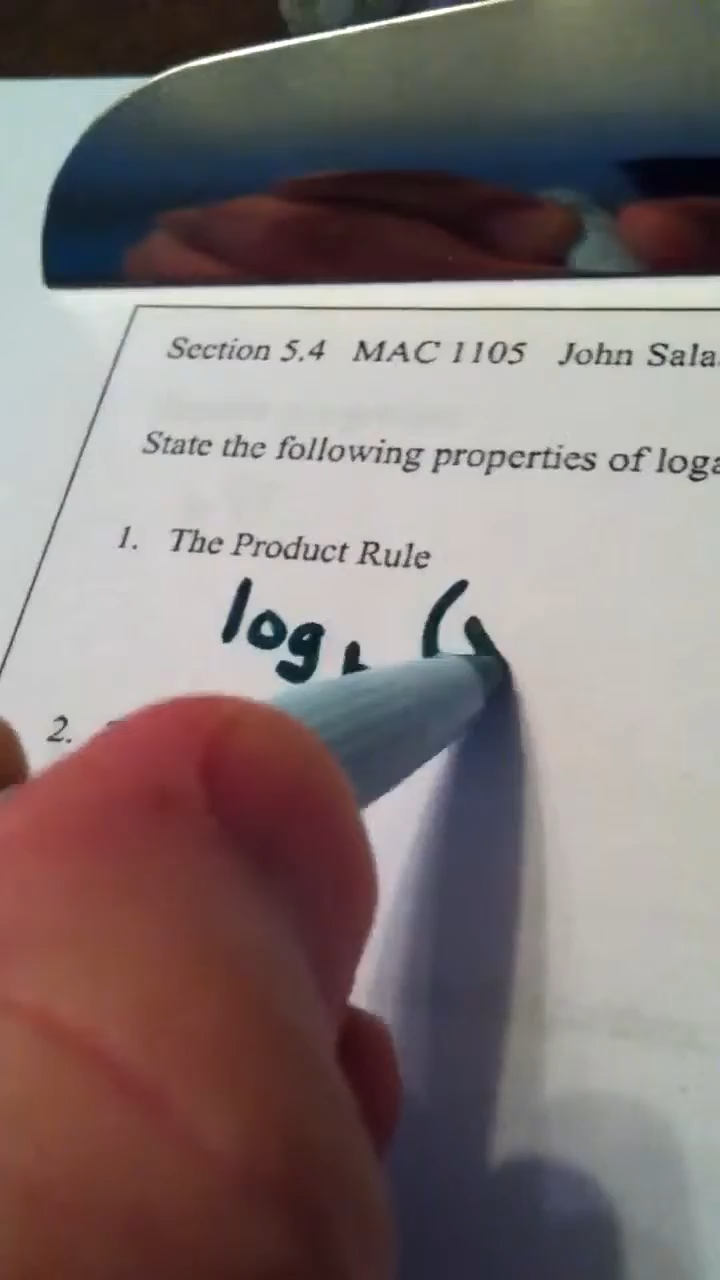 Section 5.4 MAC 1105 John Sala
State the following properties of loga
1. The Product Rule
log b (
2.